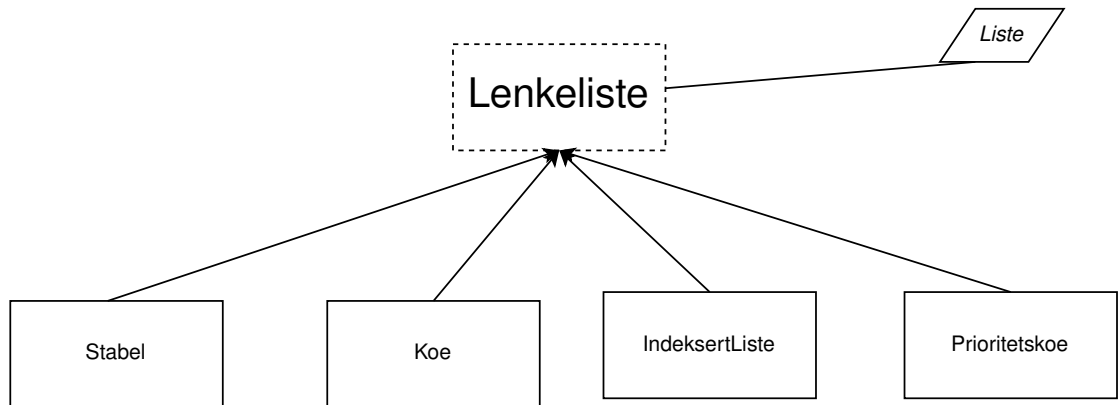 Liste
Lenkeliste
Stabel
Koe
IndeksertListe
Prioritetskoe